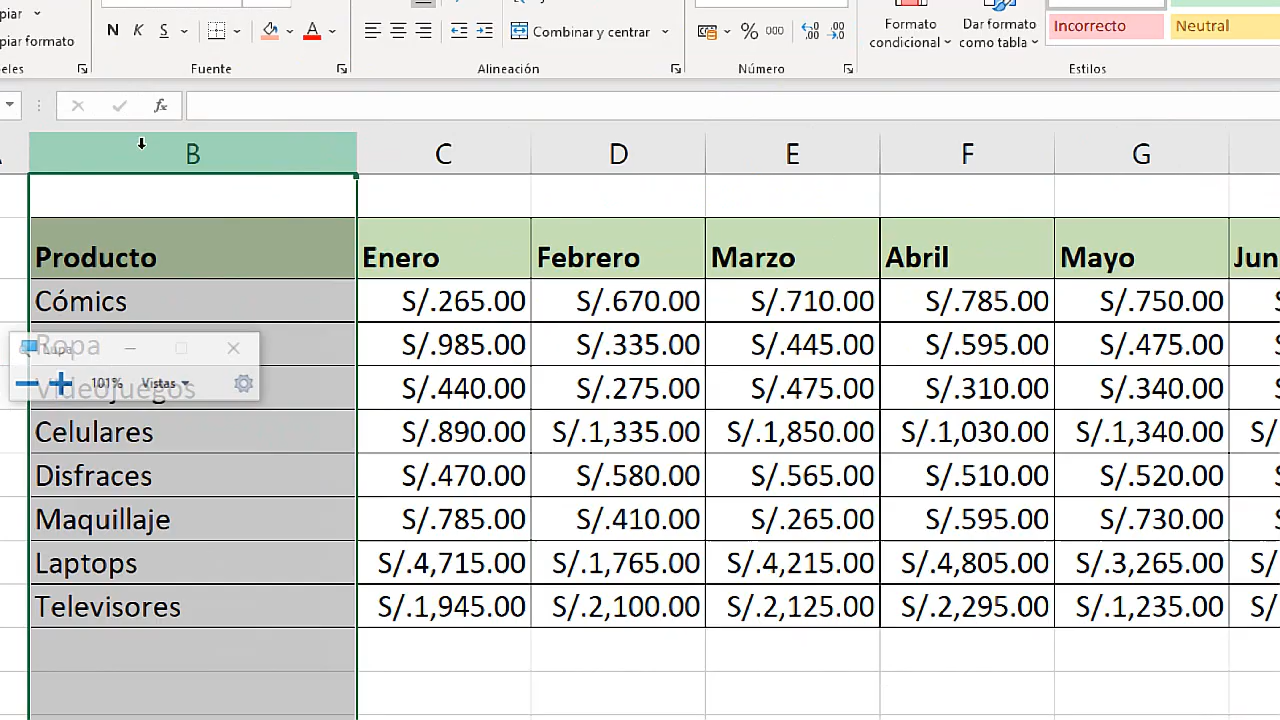 piar
piar formato
eles
N K S
Fuente
A
Combinar y centrar
Alineación
% 000
Número
Formato condicional
Dar formato como tabla
Incorrecto
Neutral
Estilos
fx
B C D E F G
Producto Enero Febrero Marzo Abril Mayo Jun
Cómics S/.265.00 S/.670.00 S/.710.00 S/.785.00 S/.750.00
Ropa S/.985.00 S/.335.00 S/.445.00 S/.595.00 S/.475.00
Videojuegos S/.440.00 S/.275.00 S/.475.00 S/.310.00 S/.340.00
101% Vistas
Celulares S/.890.00 S/.1,335.00 S/.1,850.00 S/.1,030.00 S/.1,340.00 S/
Disfraces S/.470.00 S/.580.00 S/.565.00 S/.510.00 S/.520.00
Maquillaje S/.785.00 S/.410.00 S/.265.00 S/.595.00 S/.730.00
Laptops S/.4,715.00 S/.1,765.00 S/.4,215.00 S/.4,805.00 S/.3,265.00 S/
Televisores S/.1,945.00 S/.2,100.00 S/.2,125.00 S/.2,295.00 S/.1,235.00 S/